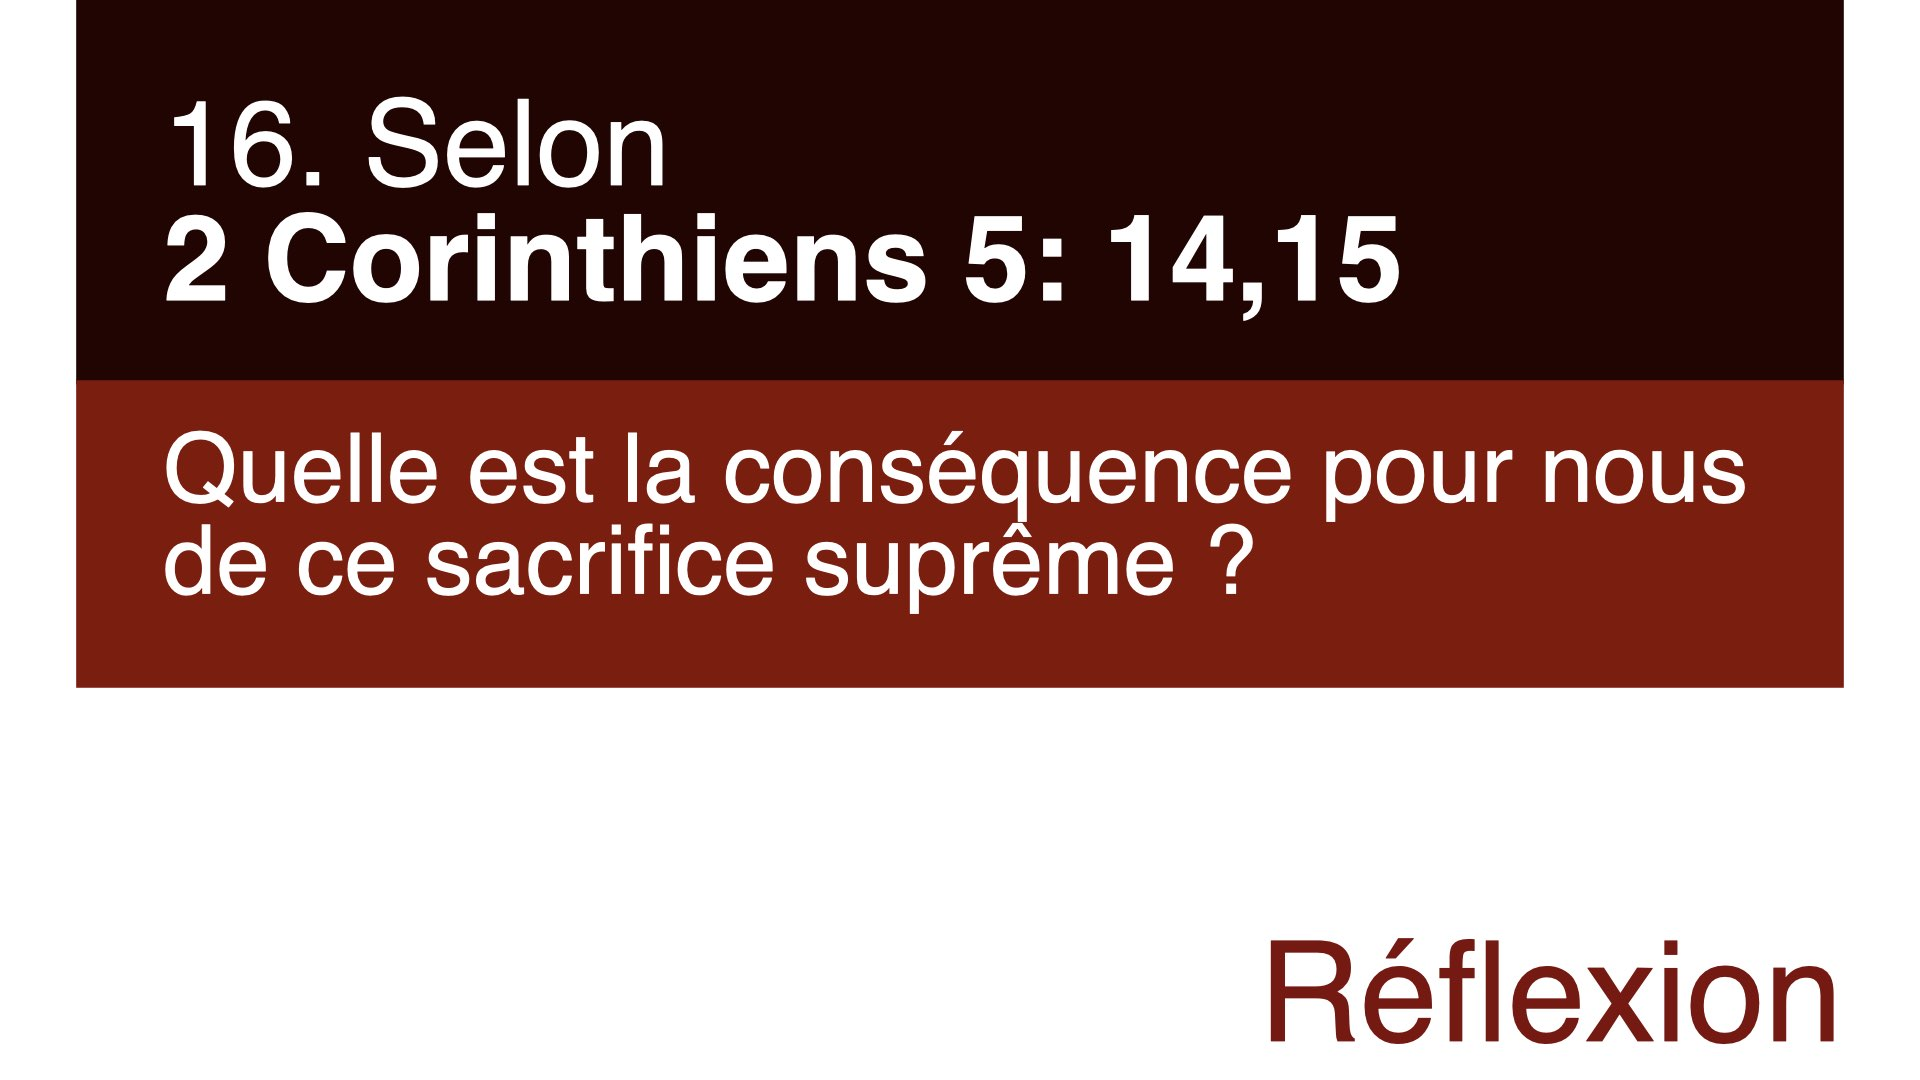 16. Selon
2 Corinthiens 5: 14,15
Quelle est la conséquence pour nous
de ce sacrifice suprême ?
Réflexion